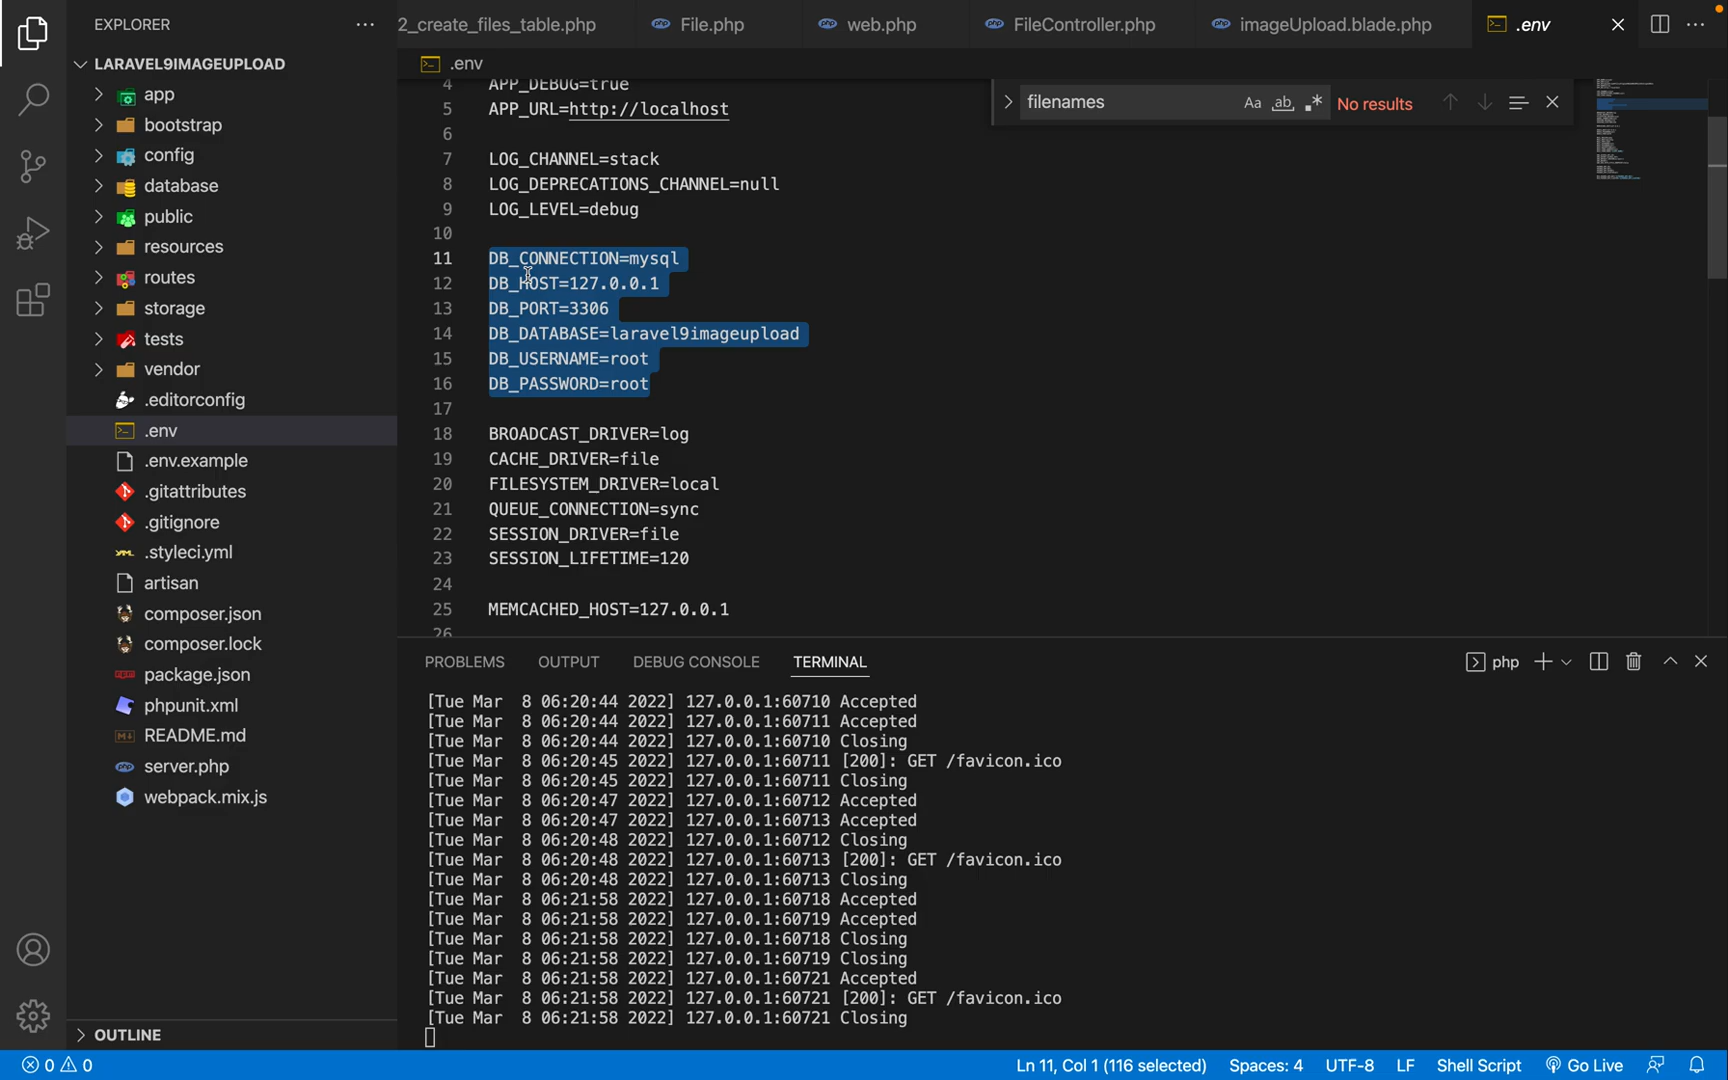 EXPLORER
2_create_files_table.php
File.php
web.php
FileController.php
imageUpload.blade.php
.env
LARAVEL9IMAGEUPLOAD
app
bootstrap
config
database
public
resources
routes
storage
tests
vendor
.editorconfig
.env
.env.example
.gitattributes
.gitignore
.styleci.yml
artisan
composer.json
composer.lock
package.json
phpunit.xml
README.md
server.php
webpack.mix.js
OUTLINE
.env
filenames
Aa
ab
No results
4 APP_DEBUG=true
5 APP_URL=http://localhost
6
7 LOG_CHANNEL=stack
8 LOG_DEPRECATIONS_CHANNEL=null
9 LOG_LEVEL=debug
10
11 DB_CONNECTION=mysql
12 DB_HOST=127.0.0.1
13 DB_PORT=3306
14 DB_DATABASE=laravel9imageupload
15 DB_USERNAME=root
16 DB_PASSWORD=root
17
18 BROADCAST_DRIVER=log
19 CACHE_DRIVER=file
20 FILESYSTEM_DRIVER=local
21 QUEUE_CONNECTION=sync
22 SESSION_DRIVER=file
23 SESSION_LIFETIME=120
24
25 MEMCACHED_HOST=127.0.0.1
26
PROBLEMS OUTPUT DEBUG CONSOLE TERMINAL
php
[Tue Mar  8 06:20:44 2022] 127.0.0.1:60710 Accepted
[Tue Mar  8 06:20:44 2022] 127.0.0.1:60711 Accepted
[Tue Mar  8 06:20:44 2022] 127.0.0.1:60710 Closing
[Tue Mar  8 06:20:45 2022] 127.0.0.1:60711 [200]: GET /favicon.ico
[Tue Mar  8 06:20:45 2022] 127.0.0.1:60711 Closing
[Tue Mar  8 06:20:47 2022] 127.0.0.1:60712 Accepted
[Tue Mar  8 06:20:47 2022] 127.0.0.1:60713 Accepted
[Tue Mar  8 06:20:48 2022] 127.0.0.1:60712 Closing
[Tue Mar  8 06:20:48 2022] 127.0.0.1:60713 [200]: GET /favicon.ico
[Tue Mar  8 06:20:48 2022] 127.0.0.1:60713 Closing
[Tue Mar  8 06:21:58 2022] 127.0.0.1:60718 Accepted
[Tue Mar  8 06:21:58 2022] 127.0.0.1:60719 Accepted
[Tue Mar  8 06:21:58 2022] 127.0.0.1:60718 Closing
[Tue Mar  8 06:21:58 2022] 127.0.0.1:60719 Closing
[Tue Mar  8 06:21:58 2022] 127.0.0.1:60721 Accepted
[Tue Mar  8 06:21:58 2022] 127.0.0.1:60721 [200]: GET /favicon.ico
[Tue Mar  8 06:21:58 2022] 127.0.0.1:60721 Closing
0 0
Ln 11, Col 1 (116 selected) Spaces: 4 UTF-8 LF Shell Script Go Live